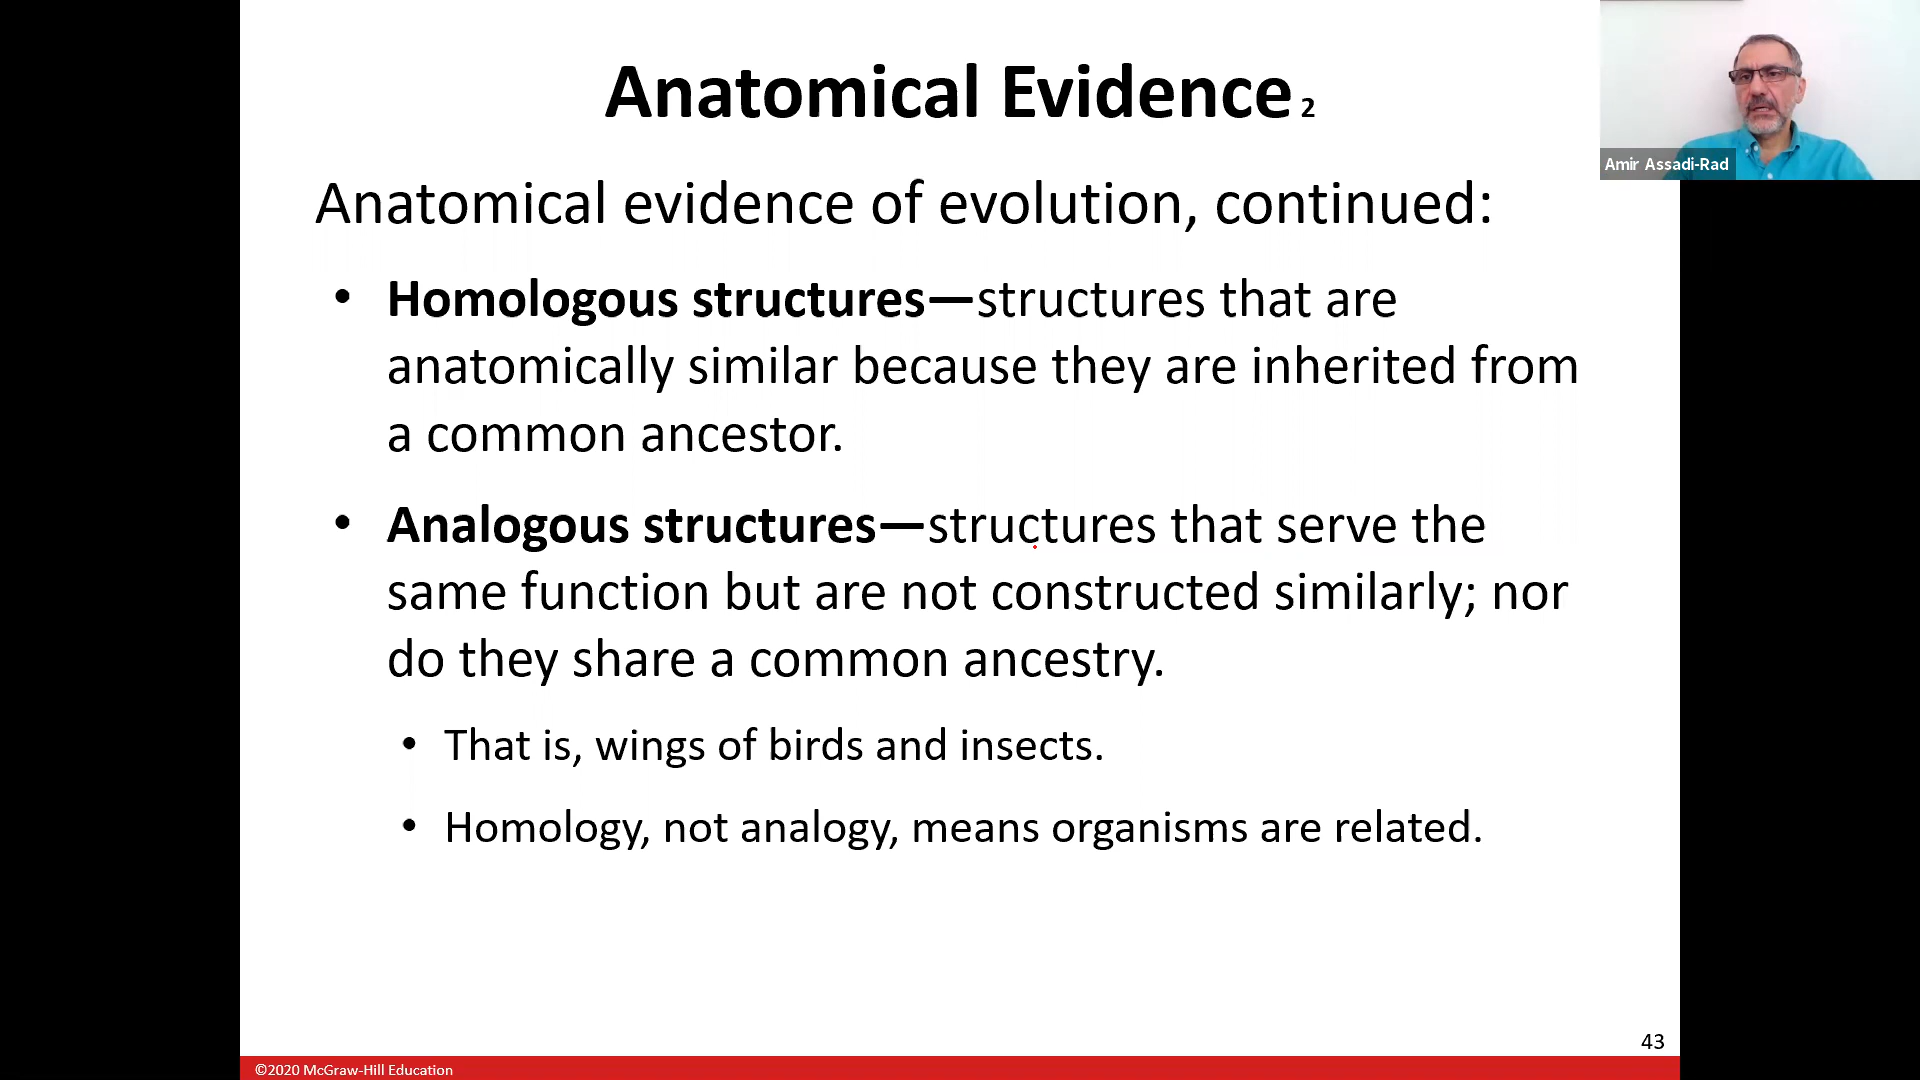 Anatomical Evidence 2
Amir Assadi-Rad
Anatomical evidence of evolution, continued:
• Homologous structures—structures that are
anatomically similar because they are inherited from
a common ancestor.
• Analogous structures—structures that serve the
same function but are not constructed similarly; nor
do they share a common ancestry.
• That is, wings of birds and insects.
• Homology, not analogy, means organisms are related.
43
©2020 McGraw-Hill Education